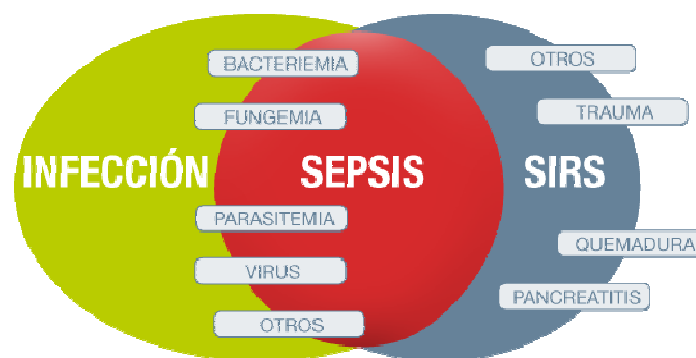 BACTERIEMIA
FUNGEMIA
INFECCIÓN
PARASITEMIA
VIRUS
OTROS
SEPSIS
OTROS
TRAUMA
SIRS
QUEMADURA
PANCREATITIS